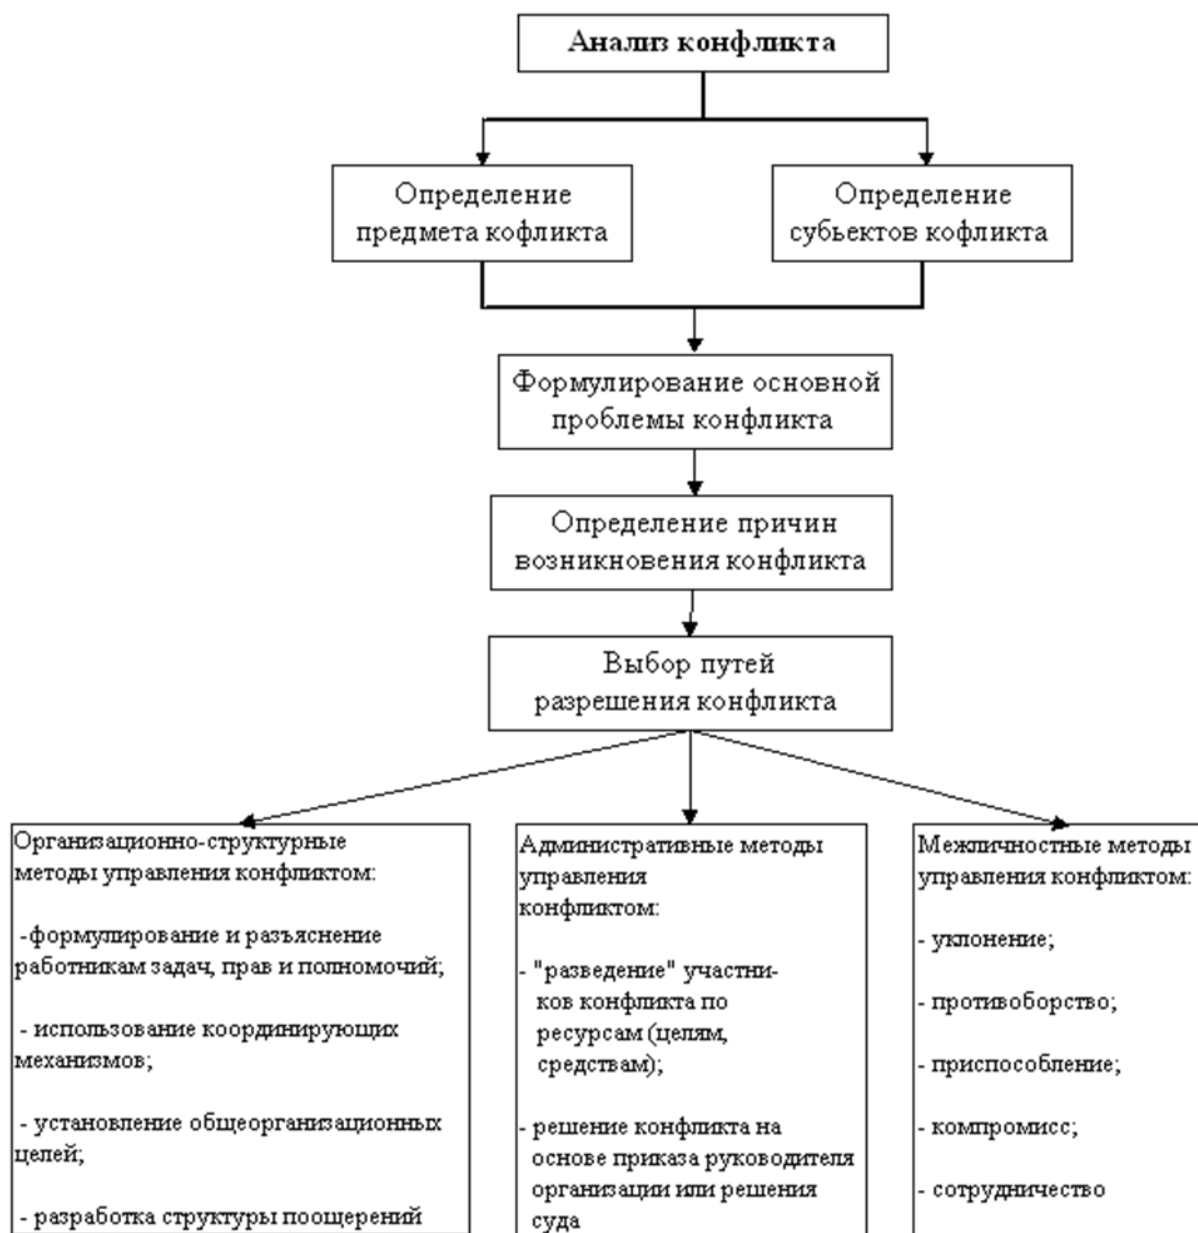 Анализ конфликта
Определение
предмета кофликта
Определение
субьектов кофликта
Формулирование основной
проблемы конфликта
Определение причин
возникновения конфликта
Выбор путей
разрешения конфликта
Организационно-структурные
методы управления конфликтом:
-формулирование и разъяснение
работникам задач, прав и полномочий;
- использование координирующих
механизмов;
- установление общеорганизационных
целей;
- разработка структуры поощерений
Административные методы
управления
конфликтом:
- "разведение" участни-
ков конфликта по
ресурсам (целям,
средствам);
- решение конфликта на
основе приказа руководителя
организации или решения
суда
Межличностные методы
управления конфликтом:
- уклонение;
- противоборство;
- приспособление;
- компромисс;
- сотрудничество